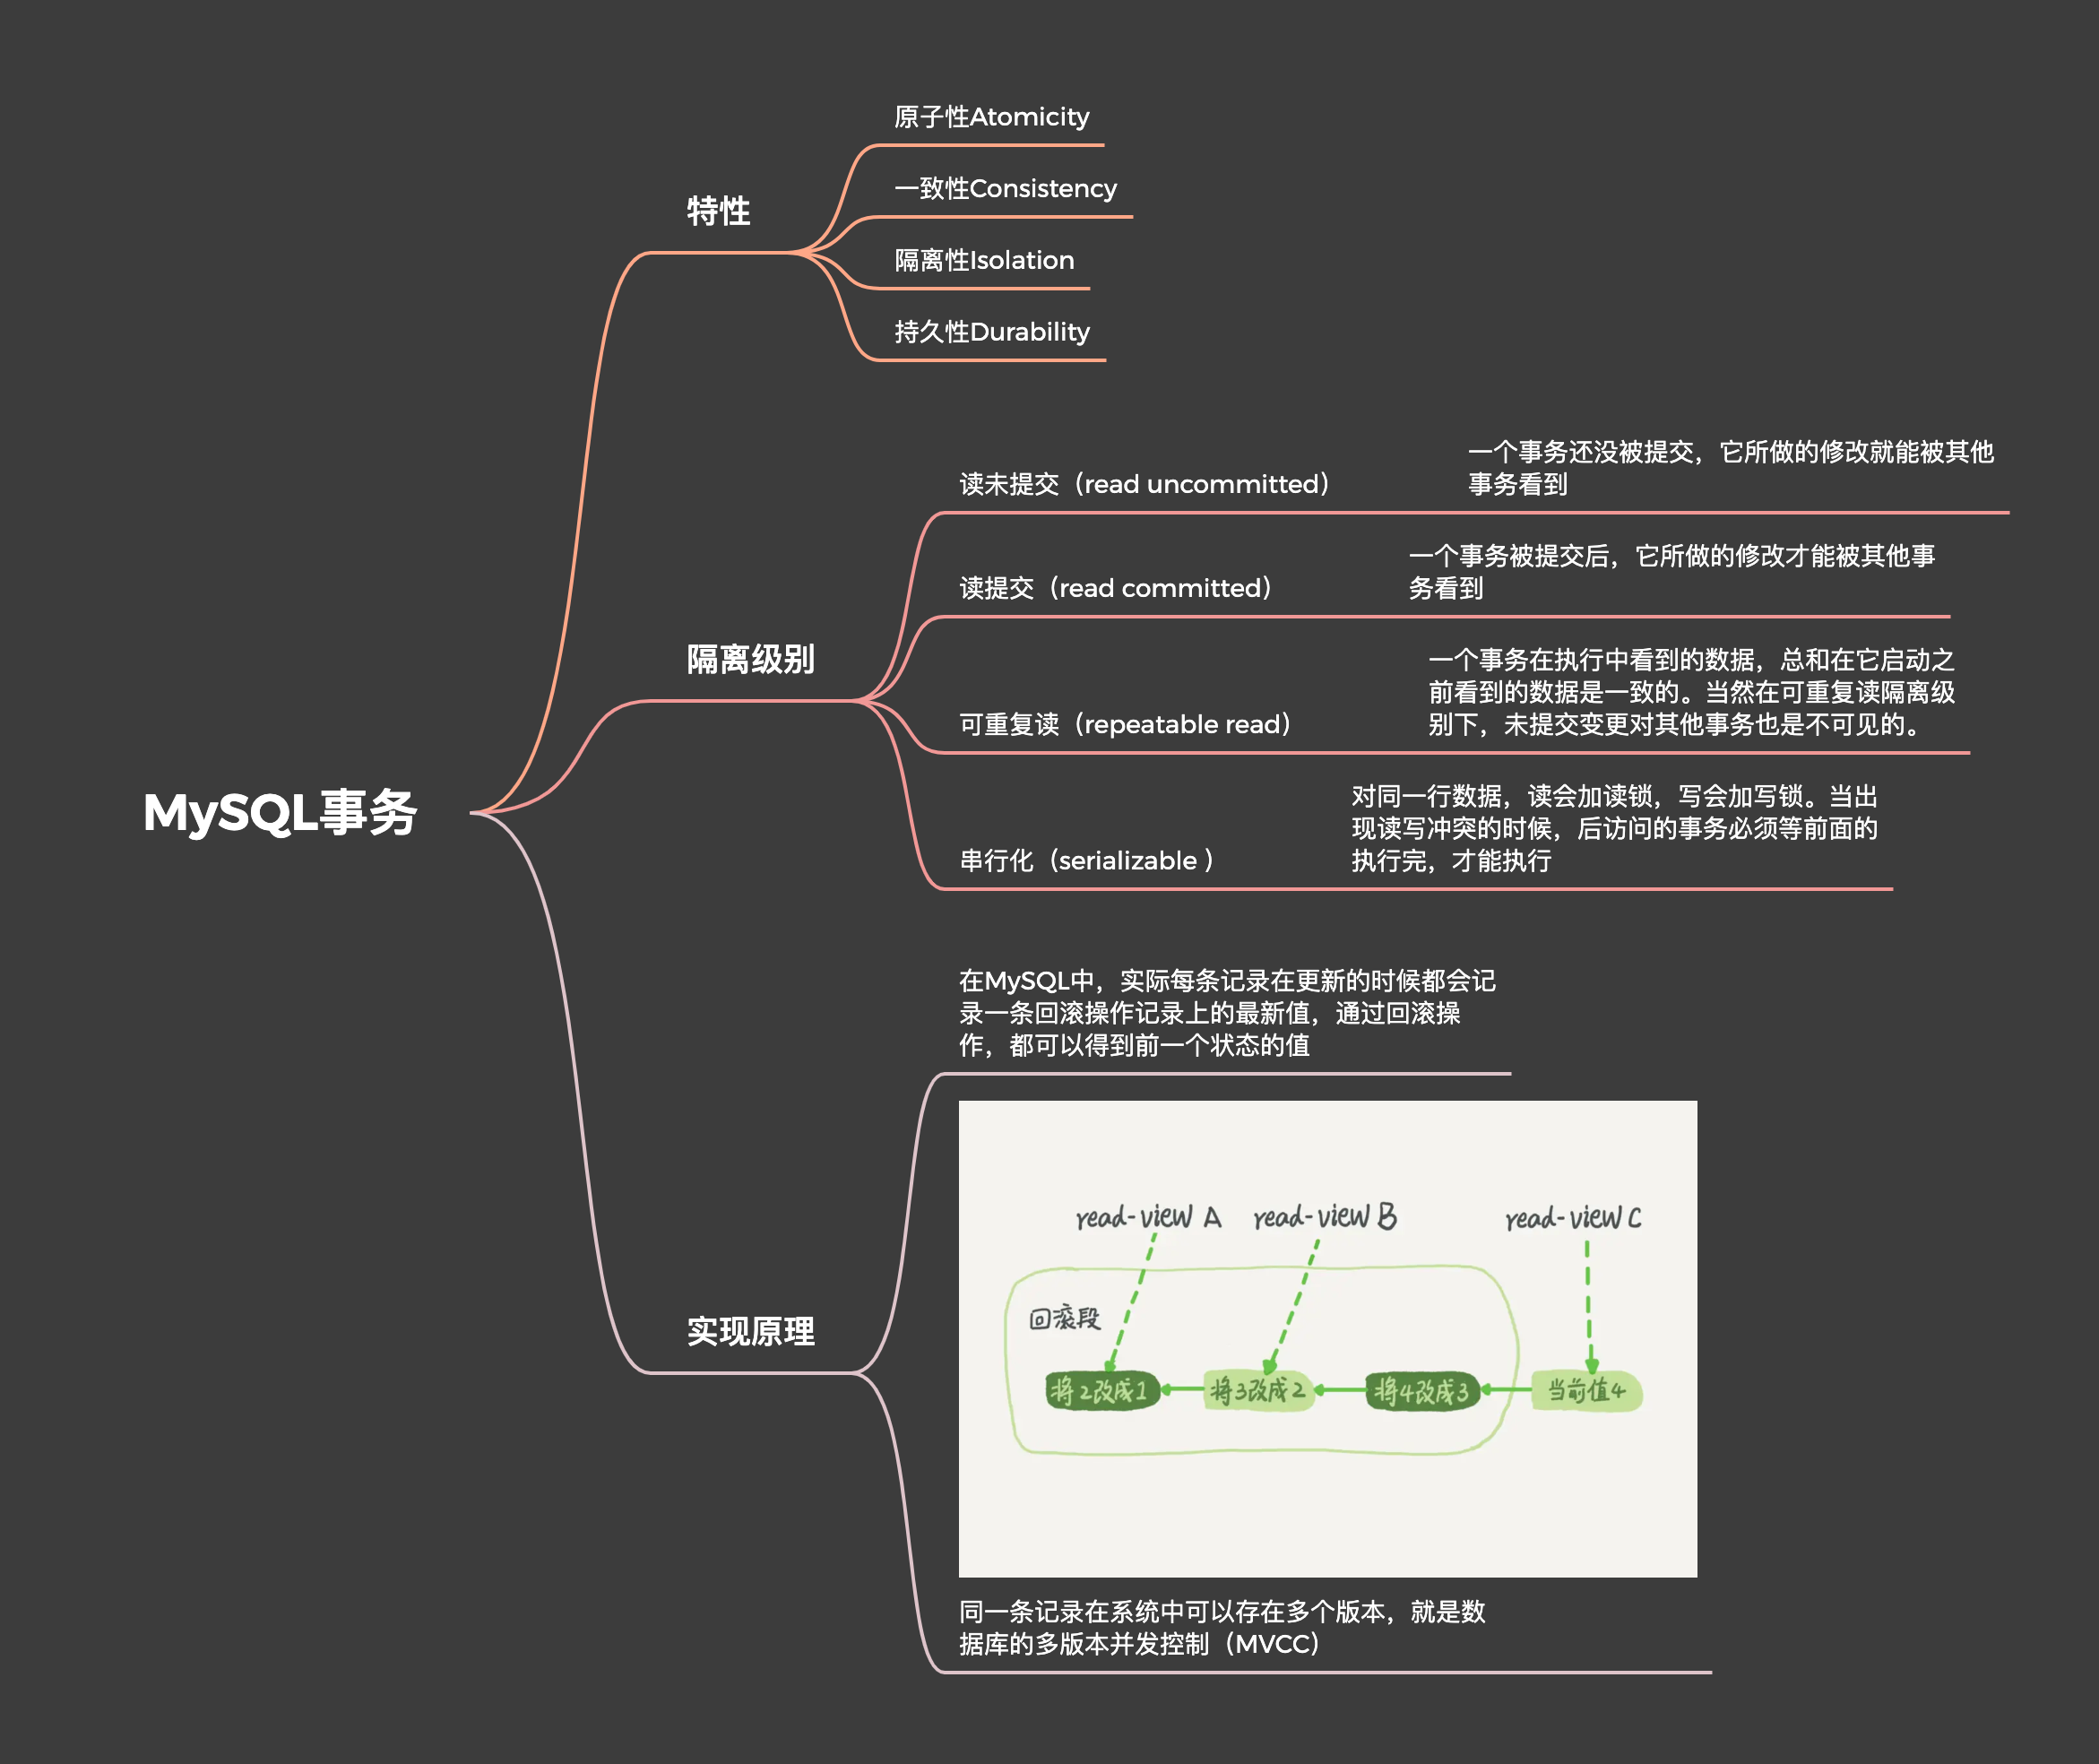 MySQL事务
特性
原子性Atomicity
一致性Consistency
隔离性Isolation
持久性Durability
隔离级别
读未提交（read uncommitted）
一个事务还没被提交，它所做的修改就能被其他
事务看到
读提交（read committed）
一个事务被提交后，它所做的修改才能被其他事
务看到
可重复读（repeatable read）
一个事务在执行中看到的数据，总和在它启动之
前看到的数据是一致的。当然在可重复读隔离级
别下，未提交变更对其他事务也是不可见的。
串行化（serializable ）
对同一行数据，读会加读锁，写会加写锁。当出
现读写冲突的时候，后访问的事务必须等前面的
执行完，才能执行
实现原理
在MySQL中，实际每条记录在更新的时候都会记
录一条回滚操作记录上的最新值，通过回滚操
作，都可以得到前一个状态的值
read-view A
read-view B
read-view C
回滚段
将2改成1
将3改成2
将4改成3
当前值4
同一条记录在系统中可以存在多个版本，就是数
据库的多版本并发控制（MVCC）